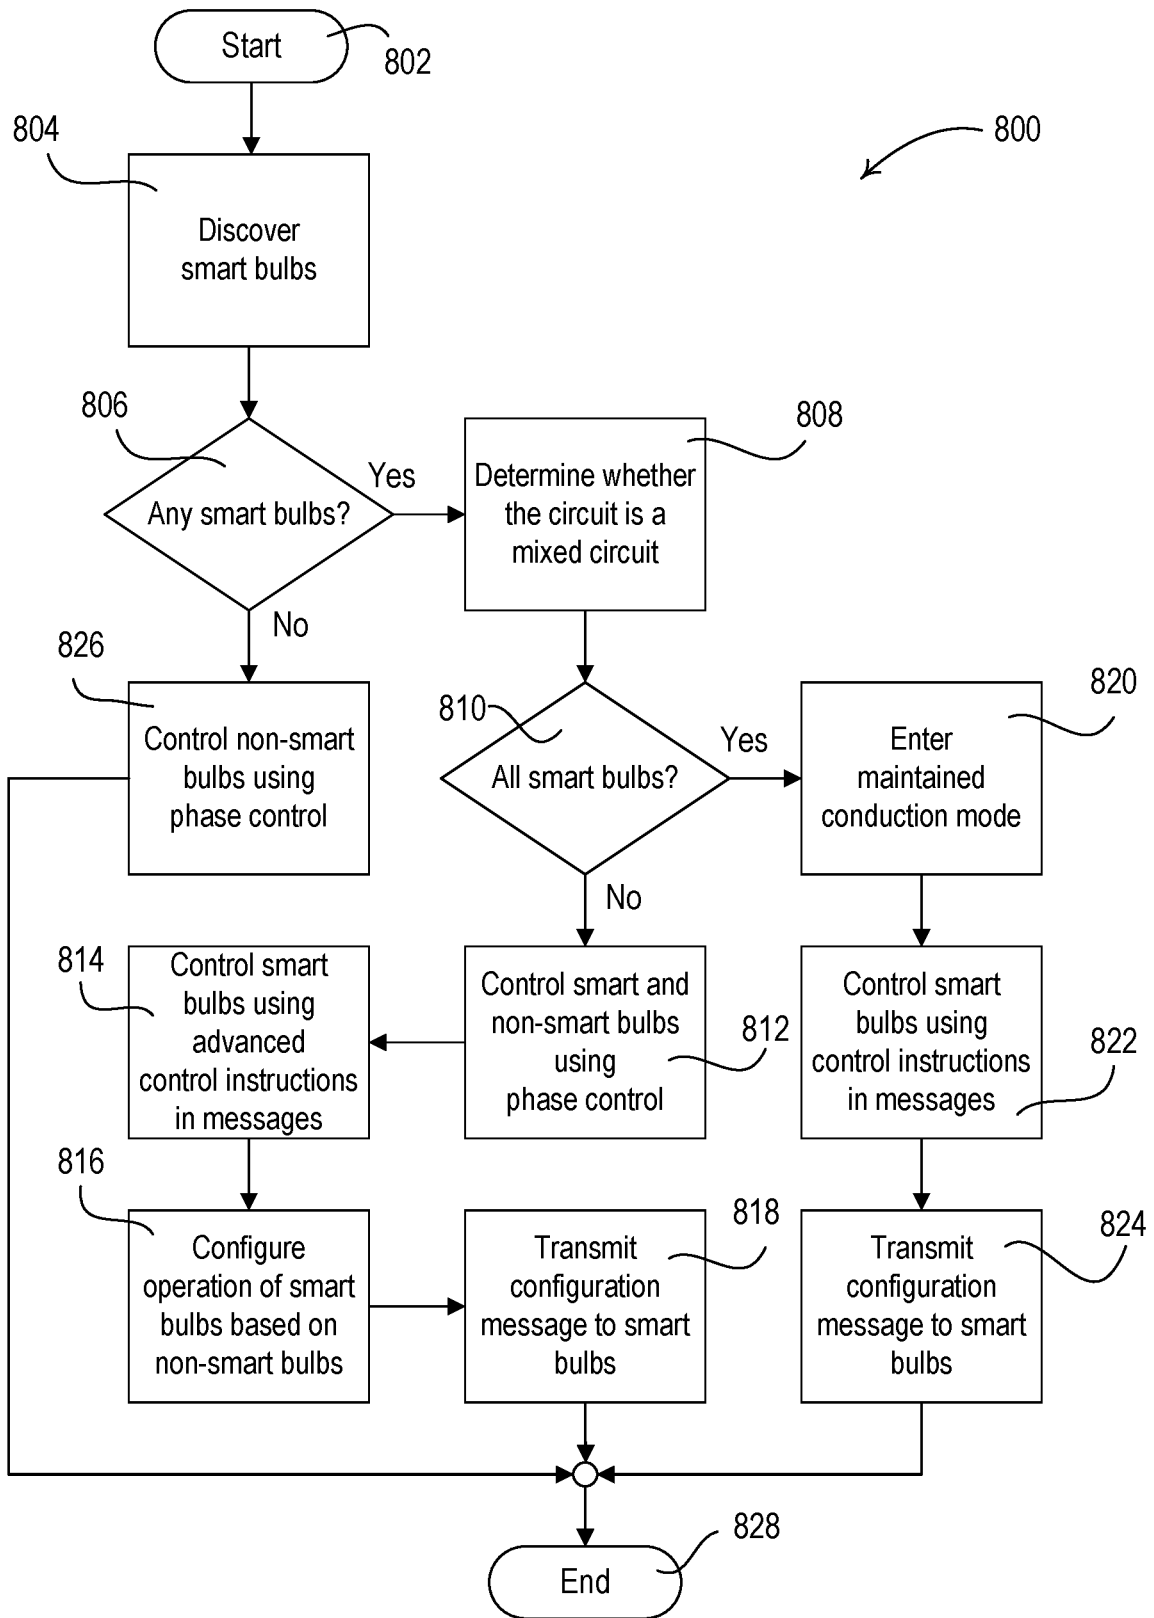 Start
802
804
800
Discover
smart bulbs
806
808
Yes
Any smart bulbs?
Determine whether
the circuit is a
mixed circuit
No
826
810
820
Control non-smart
bulbs using
phase control
Yes
All smart bulbs?
Enter
maintained
conduction mode
No
814
Control smart
bulbs using
advanced
control instructions
in messages
Control smart and
non-smart bulbs
using
phase control
812
Control smart
bulbs using
control instructions
in messages
822
816
Configure
operation of smart
bulbs based on
non-smart bulbs
818
Transmit
configuration
message to smart
bulbs
824
Transmit
configuration
message to smart
bulbs
828
End